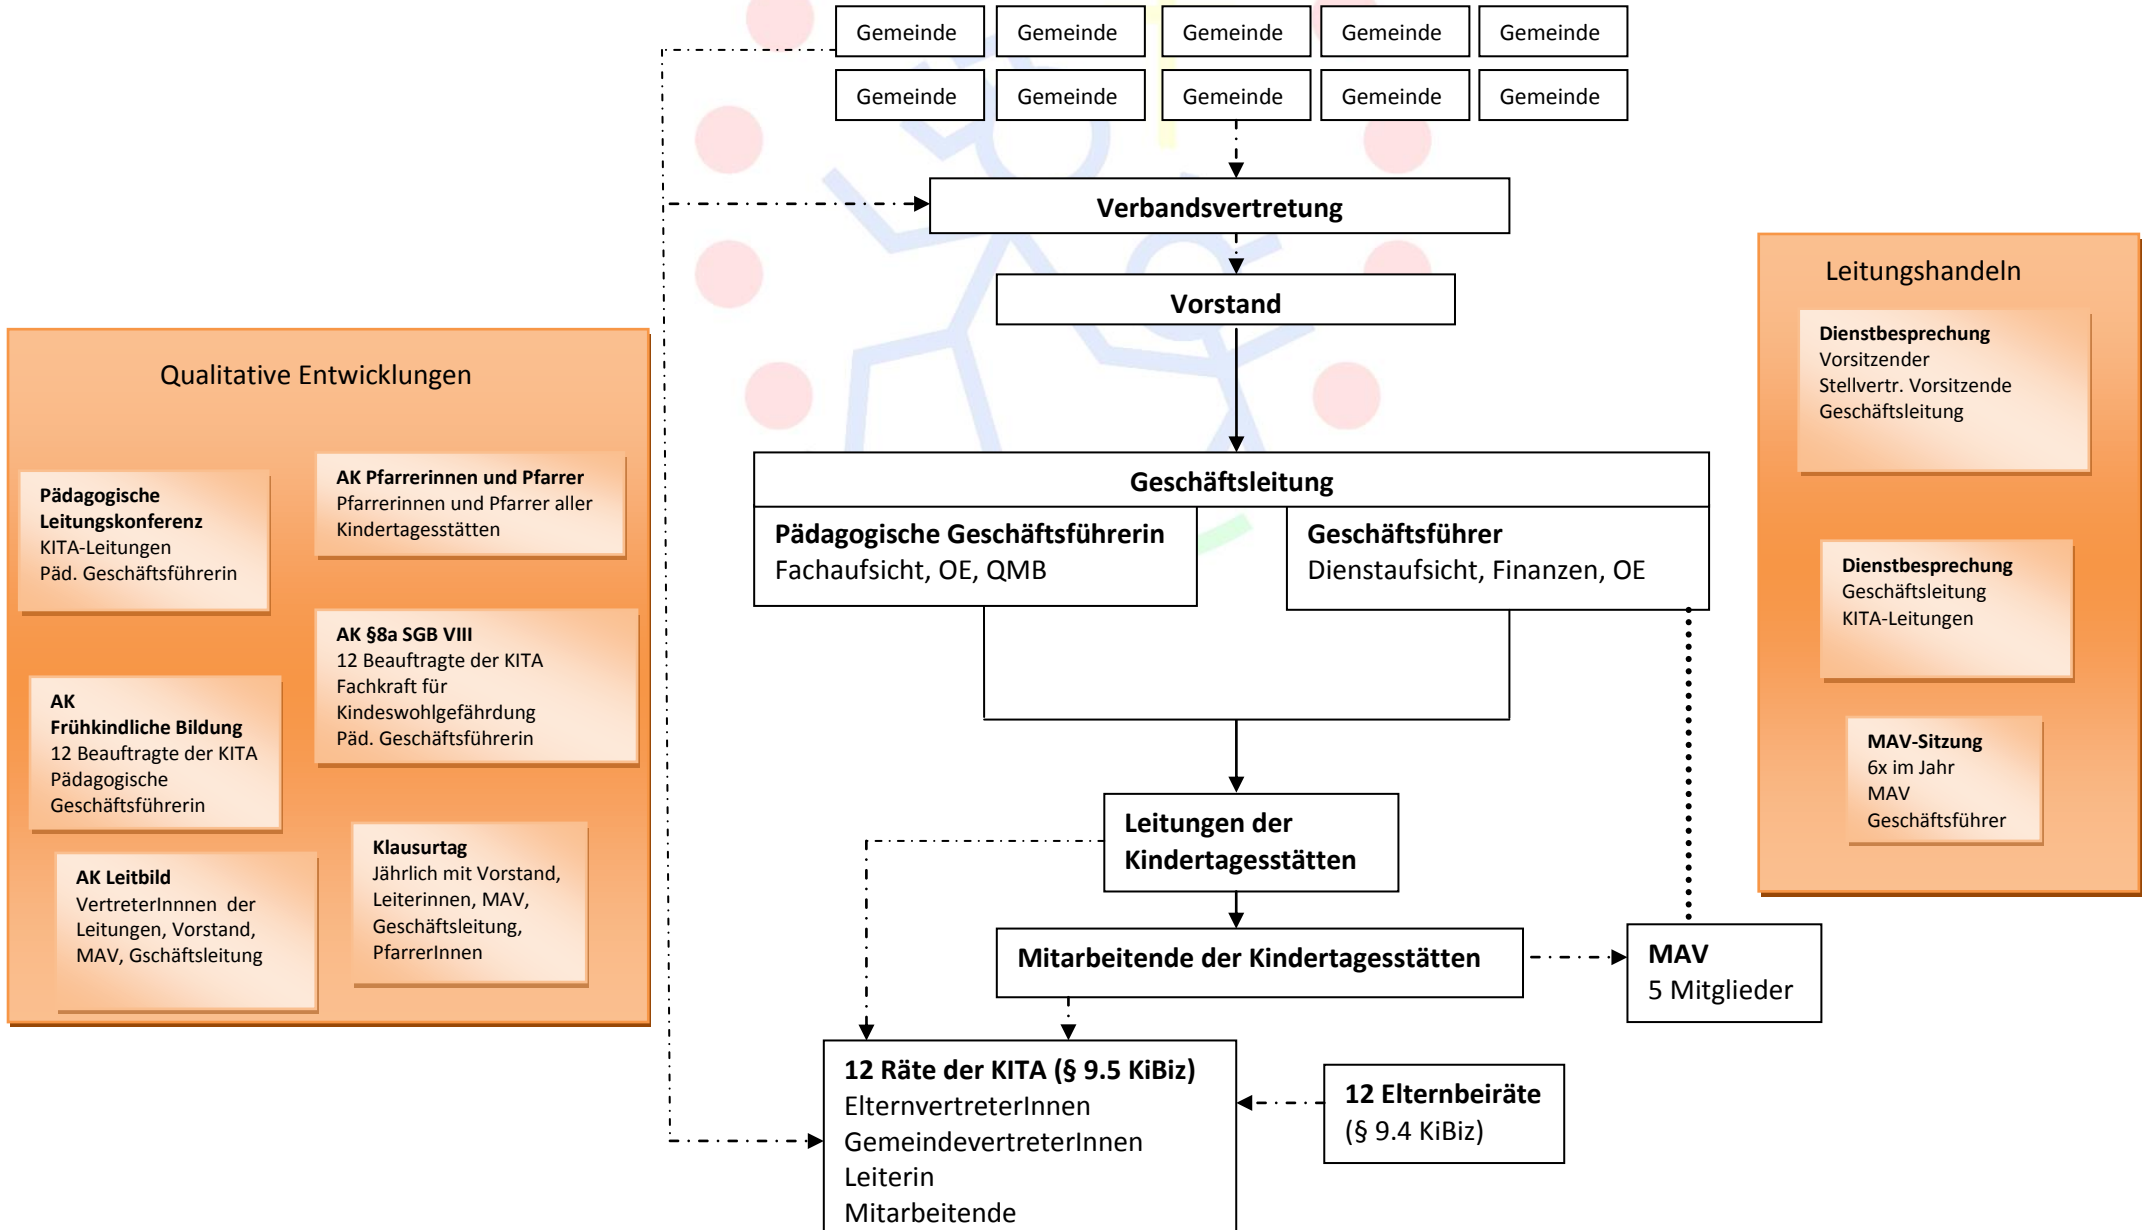 Gemeinde
Gemeinde
Gemeinde
Gemeinde
Gemeinde
Gemeinde
Gemeinde
Gemeinde
Gemeinde
Gemeinde
Verbandsvertretung
Vorstand
Geschäftsleitung
Pädagogische Geschäftsführerin
Fachaufsicht, OE, QMB
Geschäftsführer
Dienstaufsicht, Finanzen, OE
Leitungen der
Kindertagesstätten
Mitarbeitende der Kindertagesstätten
MAV
5 Mitglieder
12 Räte der KITA (§ 9.5 KiBiz)
ElternvertreterInnen
GemeindevertreterInnen
Leiterin
Mitarbeitende
12 Elternbeiräte
(§ 9.4 KiBiz)
Qualitative Entwicklungen
Pädagogische
Leitungskonferenz
KITA-Leitungen
Päd. Geschäftsführerin
AK Pfarrerinnen und Pfarrer
Pfarrerinnen und Pfarrer aller
Kindertagesstätten
AK §8a SGB VIII
12 Beauftragte der KITA
Fachkraft für
Kindeswohlgefährdung
Päd. Geschäftsführerin
AK
Frühkindliche Bildung
12 Beauftragte der KITA
Pädagogische
Geschäftsführerin
Klausurtag
Jährlich mit Vorstand,
Leiterinnen, MAV,
Geschäftsleitung,
PfarrerInnen
AK Leitbild
VertreterInnnen der
Leitungen, Vorstand,
MAV, Gschäftsleitung
Leitungshandeln
Dienstbesprechung
Vorsitzender
Stellvertr. Vorsitzende
Geschäftsleitung
Dienstbesprechung
Geschäftsleitung
KITA-Leitungen
MAV-Sitzung
6x im Jahr
MAV
Geschäftsführer